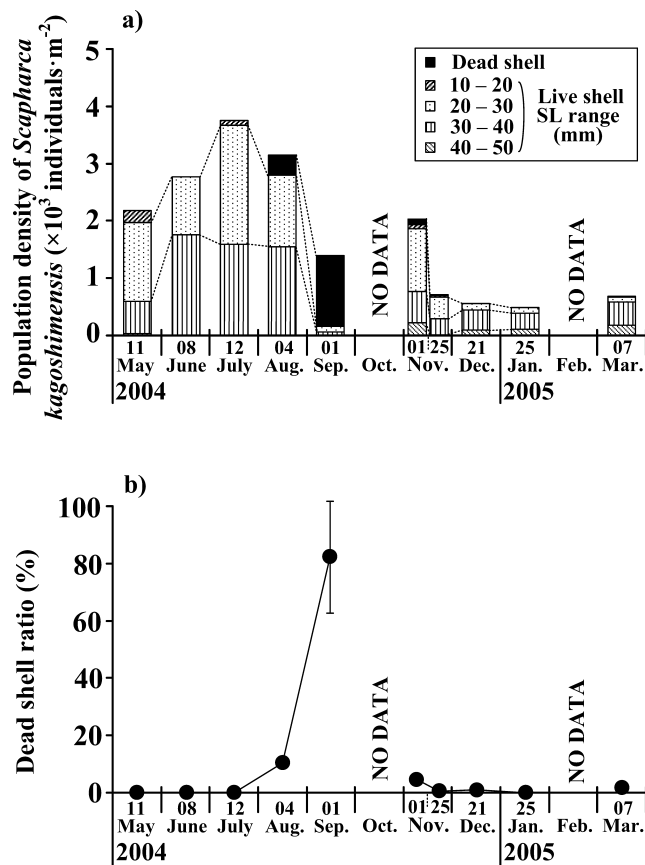 a)
Population density of Scapharca
kagoshimensis (×10³ individuals·m⁻²)
5
4
3
2
1
0
Dead shell
10 – 20
20 – 30
30 – 40
40 – 50
Live shell
SL range
(mm)
NO DATA
NO DATA
11 08 12 04 01 01 25 21 25 07
May June July Aug. Sep. Oct. Nov. Dec. Jan. Feb. Mar.
2004 2005
b)
Dead shell ratio (%)
100
80
60
40
20
0
NO DATA
NO DATA
11 08 12 04 01 01 25 21 25 07
May June July Aug. Sep. Oct. Nov. Dec. Jan. Feb. Mar.
2004 2005